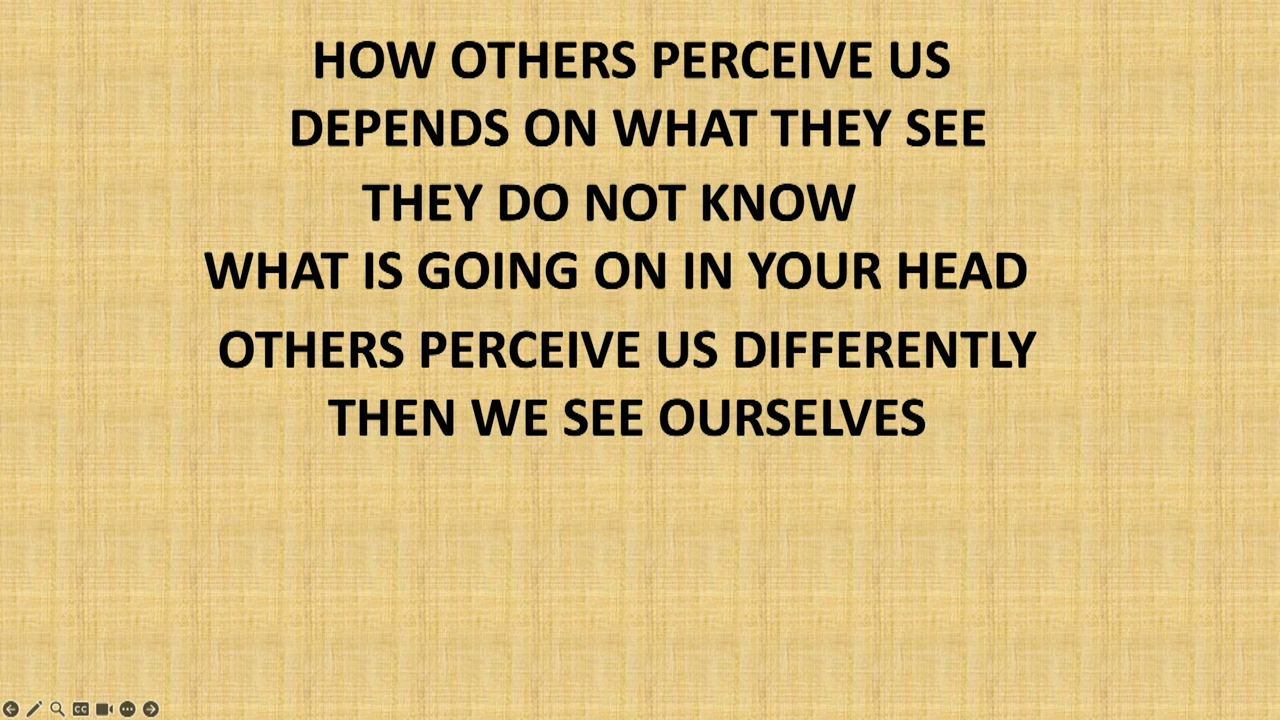 HOW OTHERS PERCEIVE US
DEPENDS ON WHAT THEY SEE
THEY DO NOT KNOW
WHAT IS GOING ON IN YOUR HEAD
OTHERS PERCEIVE US DIFFERENTLY
THEN WE SEE OURSELVES
CC